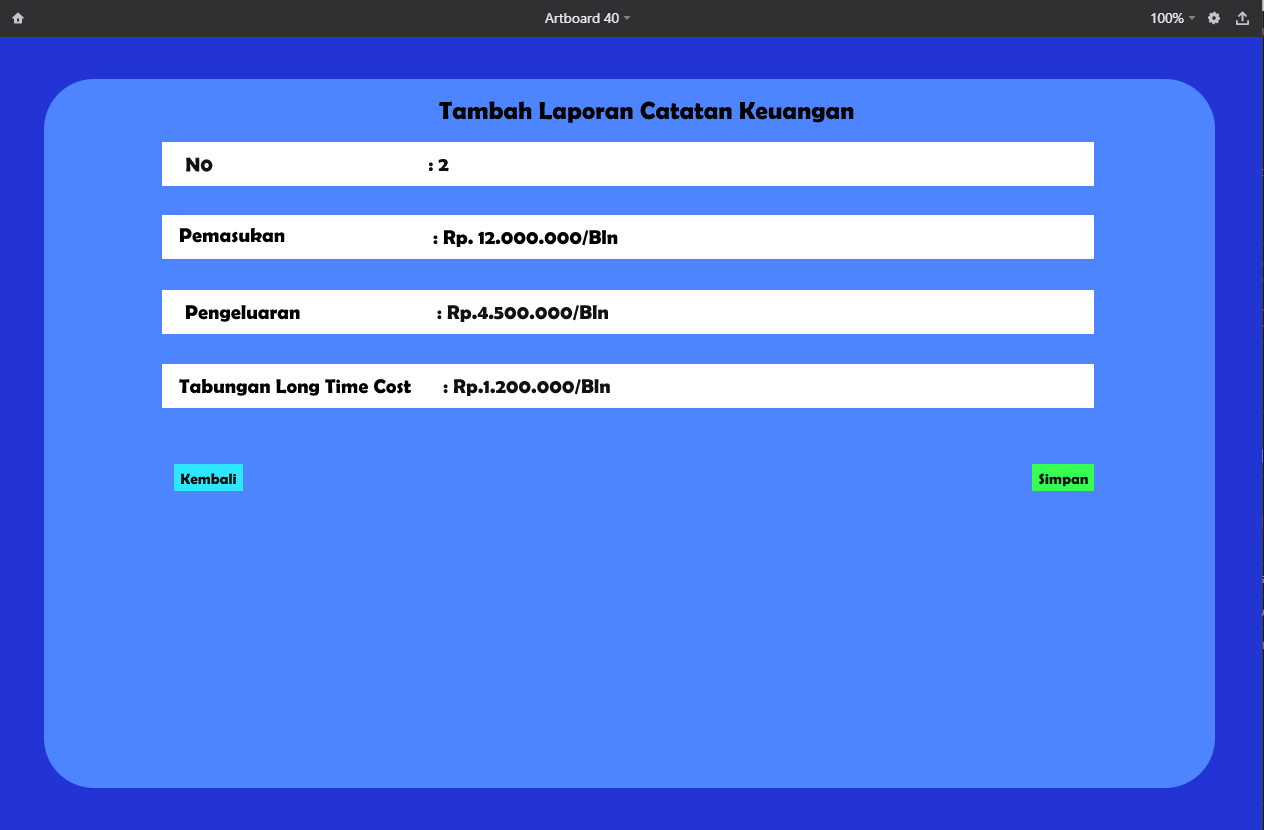 Artboard 40
100%
Tambah Laporan Catatan Keuangan
No : 2
Pemasukan : Rp. 12.000.000/Bln
Pengeluaran : Rp.4.500.000/Bln
Tabungan Long Time Cost : Rp.1.200.000/Bln
Kembali
Simpan